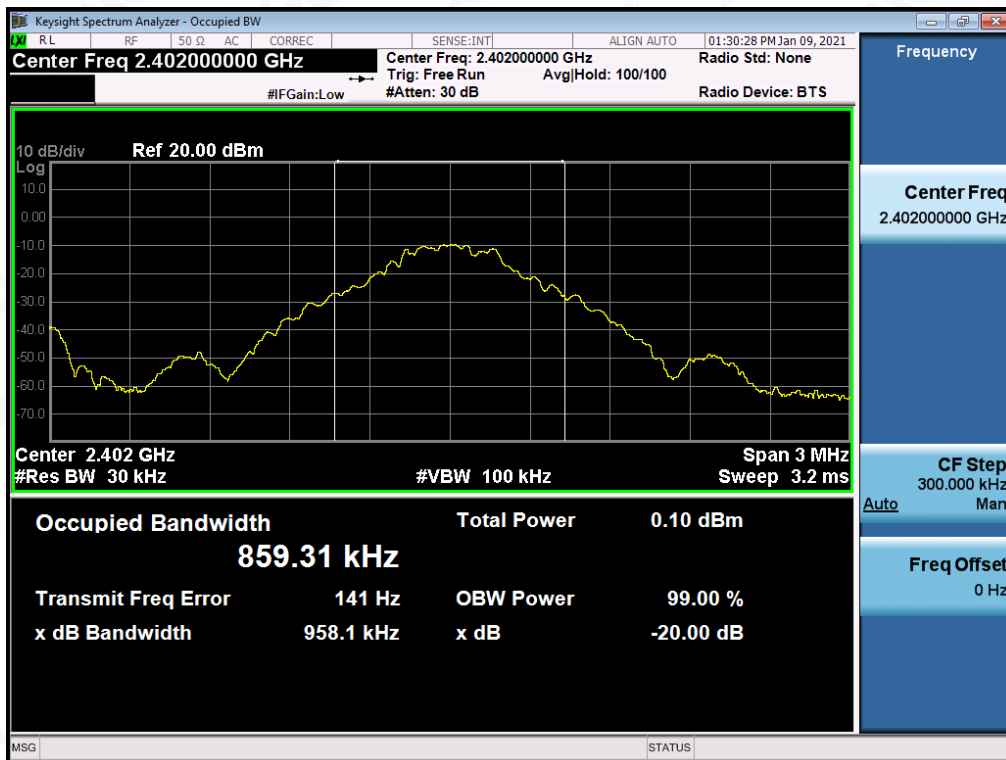 Keysight Spectrum Analyzer - Occupied BW
LXI RL RF 50 Ω AC CORREC SENSE:INT ALIGN AUTO 01:30:28 PM Jan 09, 2021
Center Freq 2.402000000 GHz
Center Freq: 2.402000000 GHz Radio Std: None
Trig: Free Run Avg|Hold: 100/100
#IFGain:Low #Atten: 30 dB Radio Device: BTS
Frequency
10 dB/div Ref 20.00 dBm
Log
10.0
0.00
-10.0
-20.0
-30.0
-40.0
-50.0
-60.0
-70.0
Center Freq
2.402000000 GHz
Center 2.402 GHz Span 3 MHz
#Res BW 30 kHz #VBW 100 kHz Sweep 3.2 ms
CF Step
300.000 kHz
Auto Man
Occupied Bandwidth Total Power 0.10 dBm
859.31 kHz
Transmit Freq Error 141 Hz OBW Power 99.00 %
x dB Bandwidth 958.1 kHz x dB -20.00 dB
Freq Offset
0 Hz
MSG STATUS